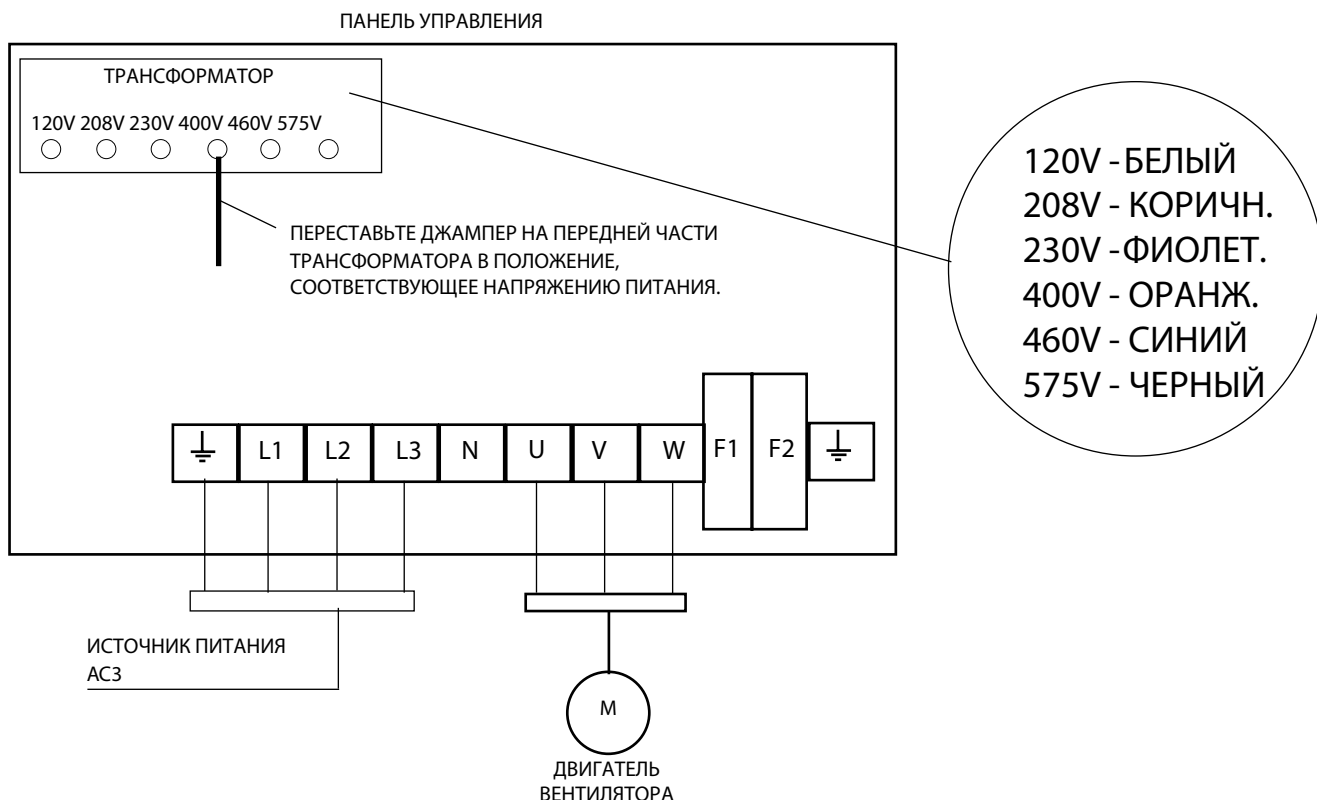 ПАНЕЛЬ УПРАВЛЕНИЯ
ТРАНСФОРМАТОР
120V 208V 230V 400V 460V 575V
ПЕРЕСТАВЬТЕ ДЖАМПЕР НА ПЕРЕДНЕЙ ЧАСТИ
ТРАНСФОРМАТОРА В ПОЛОЖЕНИЕ,
СООТВЕТСТВУЮЩЕЕ НАПРЯЖЕНИЮ ПИТАНИЯ.
120V - БЕЛЫЙ
208V - КОРИЧН.
230V - ФИОЛЕТ.
400V - ОРАНЖ.
460V - СИНИЙ
575V - ЧЕРНЫЙ
L1 L2 L3 N U V W F1 F2
ИСТОЧНИК ПИТАНИЯ
AC3
M
ДВИГАТЕЛЬ
ВЕНТИЛЯТОРА